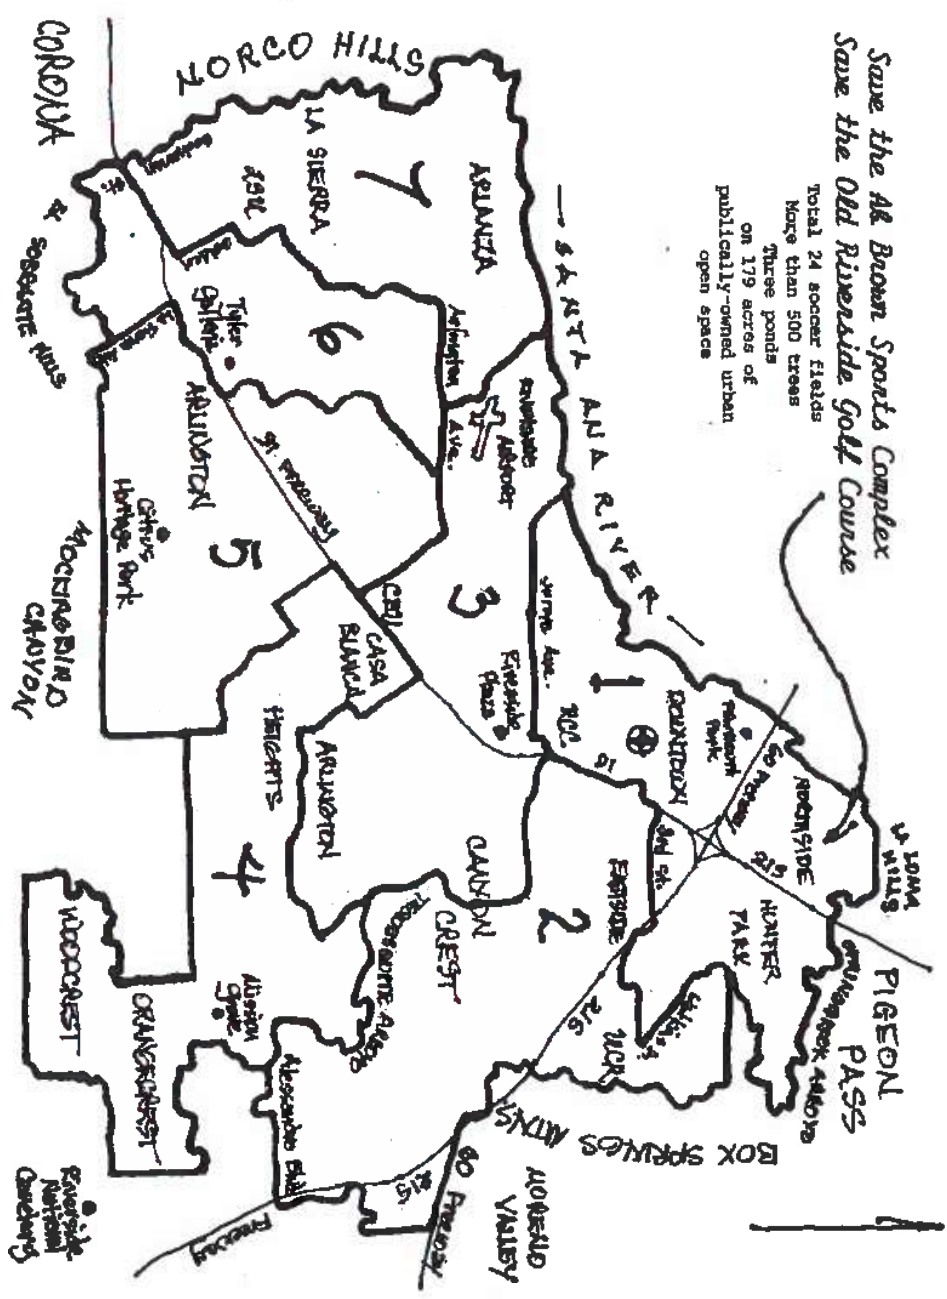 Save the Ab Brown Sports Complex
Save the Old Riverside Golf Course
Total 24 soccer fields
More than 500 trees
Three ponds
on 179 acres of
publically-owned urban
open space
CORONA
NORCO HILLS
LA SIERRA
LSU
7
ARLANZA
SANTA ANA RIVER
6
Tyler
Galleria
Arlington
Ave.
RIVERSIDE
AIRPORT
ARLINGTON
91 FREEWAY
5
Citrus
Heritage Park
MOCKINGBIRD
CANYON
3
CBU
CASA
BLANCA
Riverside
Plaza
RCC
1
DOWNTOWN
91
Fairmount
Park
60 Freeway
NORTHSIDE
215
LA LOMA
HILLS
HUNTER
PARK
3rd St.
EASTSIDE
2
CANYON
CREST
ARLINGTON
HEIGHTS
4
UCR
215
PIGEON
PASS
BOX SPRINGS MTNS
MORENO
VALLEY
60 Freeway
215
Freeway
Alessandro Blvd
Mission
Grove
ORANGECREST
WOODCREST
Riverside
National
Cemetery